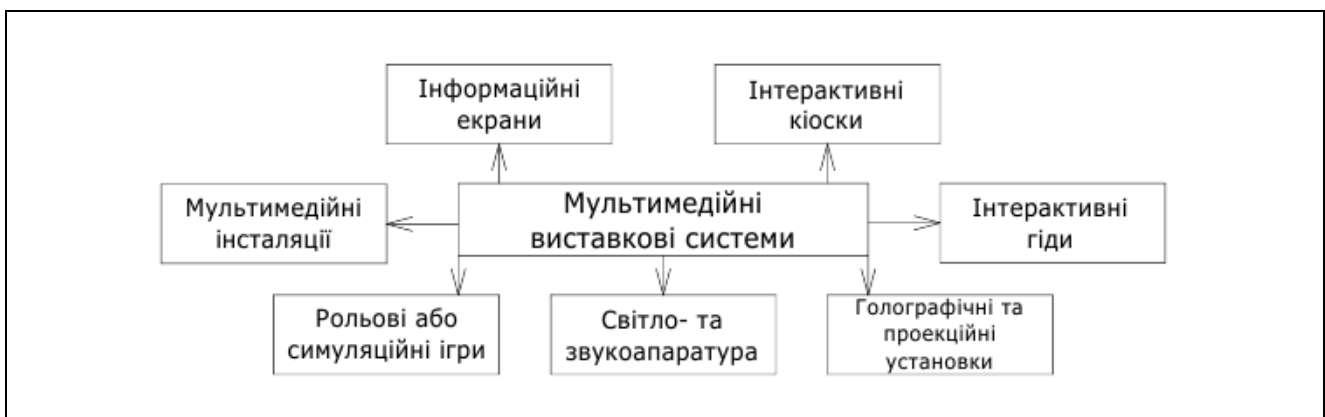 Інформаційні
екрани
Інтерактивні
кіоски
Мультимедійні
інсталяції
Мультимедійні
виставкові системи
Інтерактивні
гіди
Рольові або
симуляційні ігри
Світло- та
звукоапаратура
Голографічні та
проекційні
установки